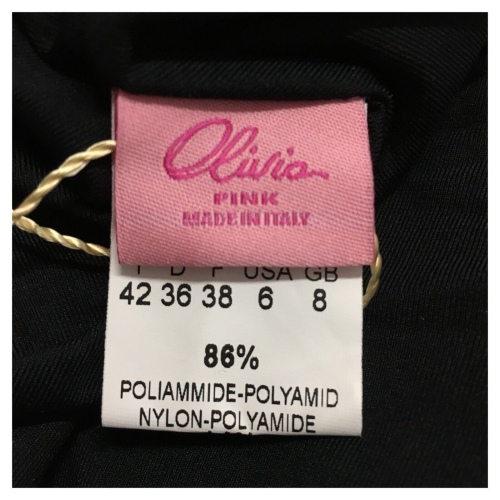 Olivia
PINK
MADE IN ITALY
I D F USA GB
42 36 38 6 8
86%
POLIAMMIDE-POLYAMID
NYLON-POLYAMIDE